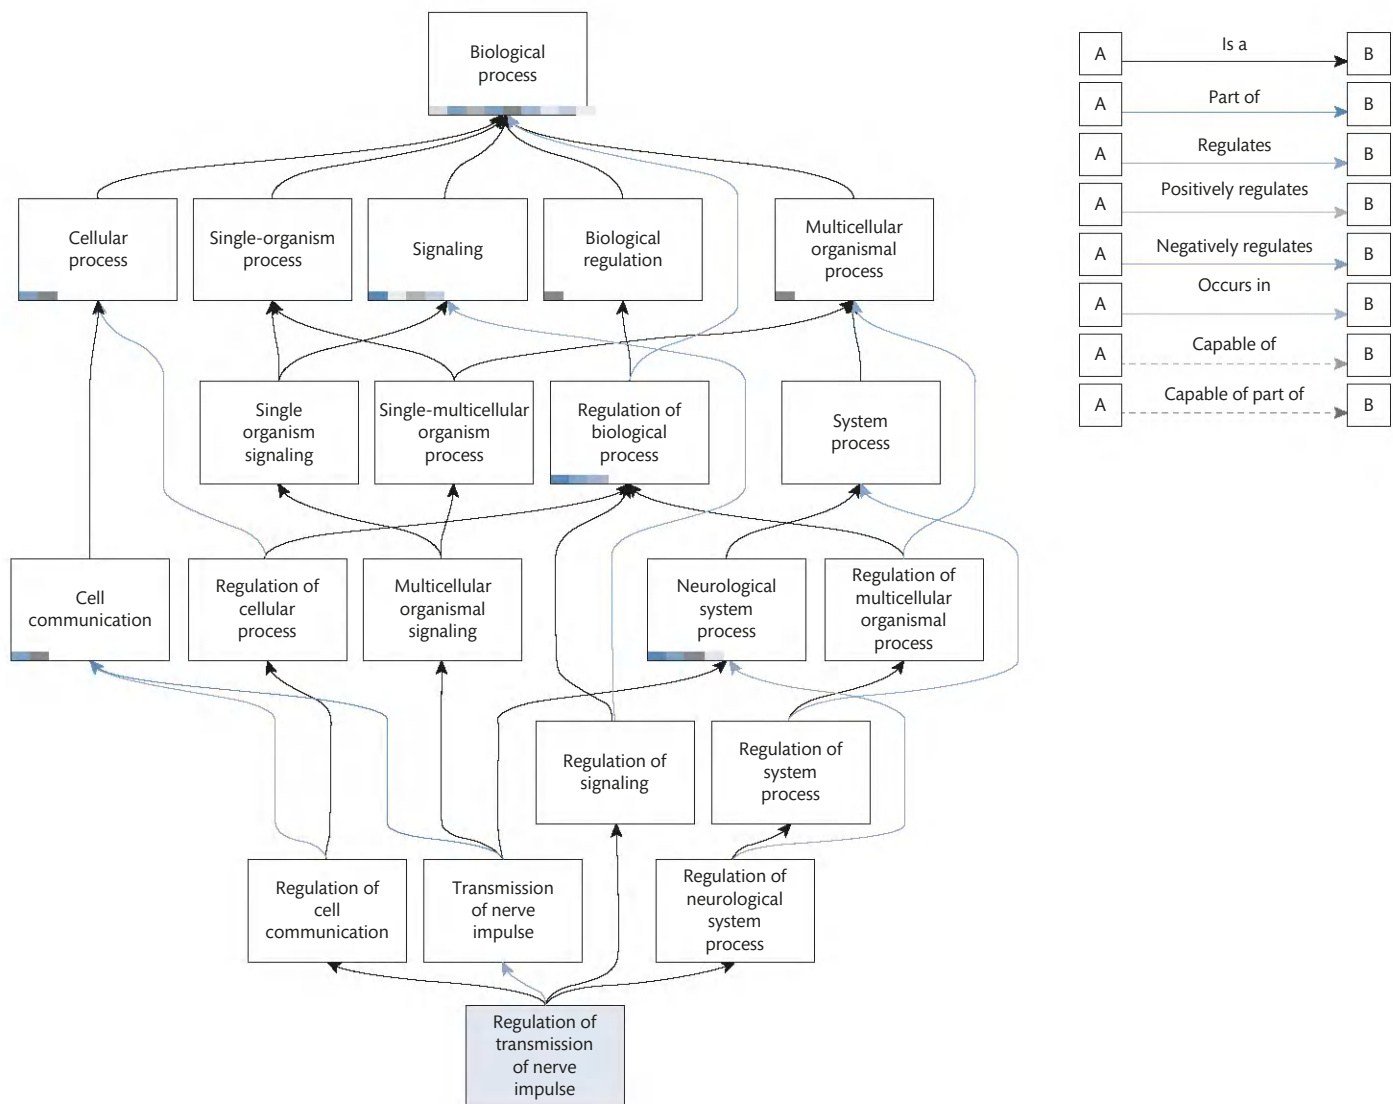 Biological
process
Cellular
process
Single-organism
process
Signaling
Biological
regulation
Multicellular
organismal
process
Single
organism
signaling
Single-multicellular
organism
process
Regulation of
biological
process
System
process
Cell
communication
Regulation of
cellular
process
Multicellular
organismal
signaling
Neurological
system
process
Regulation of
multicellular
organismal
process
Regulation of
signaling
Regulation of
system
process
Regulation of
cell
communication
Transmission
of nerve
impulse
Regulation of
neurological
system
process
Regulation of
transmission
of nerve
impulse
A Is a B
A Part of B
A Regulates B
A Positively regulates B
A Negatively regulates B
A Occurs in B
A Capable of B
A Capable of part of B